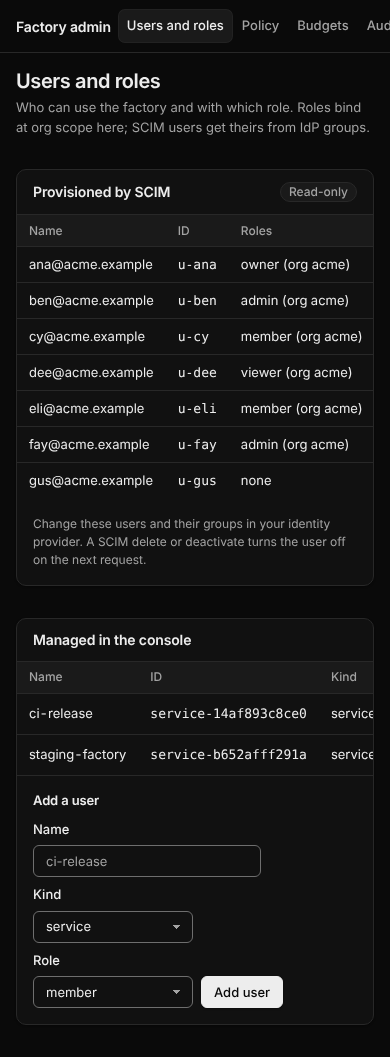 Factory admin Users and roles Policy Budgets Aud
Users and roles
Who can use the factory and with which role. Roles bind
at org scope here; SCIM users get theirs from IdP groups.
Provisioned by SCIM Read-only
Name ID Roles
ana@acme.example u-ana owner (org acme)
ben@acme.example u-ben admin (org acme)
cy@acme.example u-cy member (org acme)
dee@acme.example u-dee viewer (org acme)
eli@acme.example u-eli member (org acme)
fay@acme.example u-fay admin (org acme)
gus@acme.example u-gus none
Change these users and their groups in your identity
provider. A SCIM delete or deactivate turns the user off
on the next request.
Managed in the console
Name ID Kind
ci-release service-14af893c8ce0 service
staging-factory service-b652afff291a service
Add a user
Name
ci-release
Kind
service
Role
member Add user